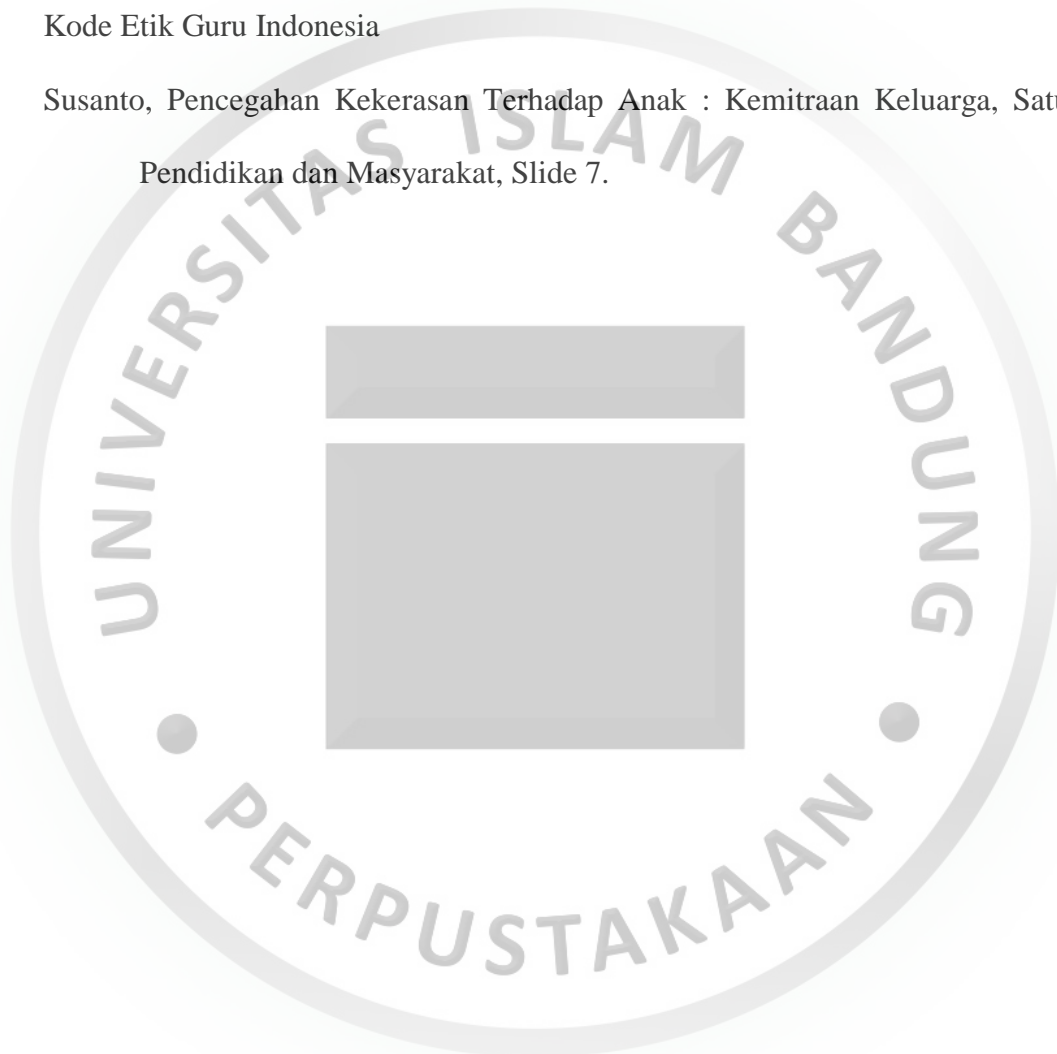 Kode Etik Guru Indonesia
Susanto, Pencegahan Kekerasan Terhadap Anak : Kemitraan Keluarga, Satu
Pendidikan dan Masyarakat, Slide 7.
UNIVERSITAS ISLAM BANDUNG
PERPUSTAKAAN